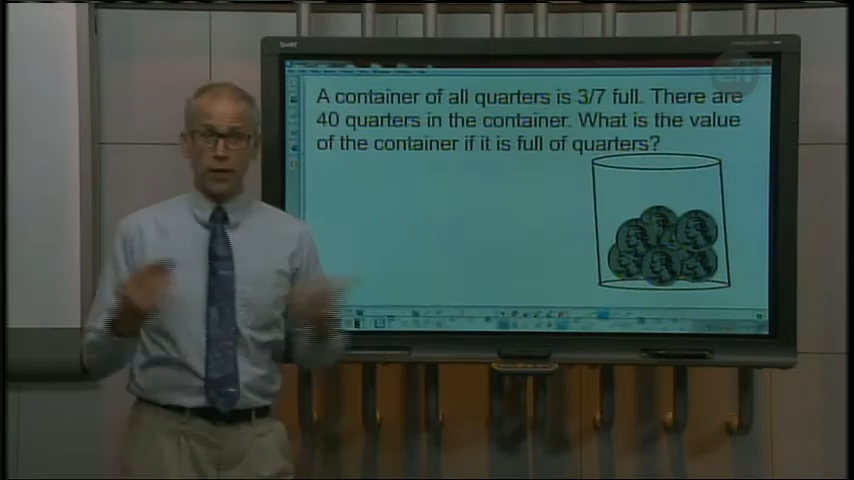 A container of all quarters is 3/7 full. There are
40 quarters in the container. What is the value
of the container if it is full of quarters?